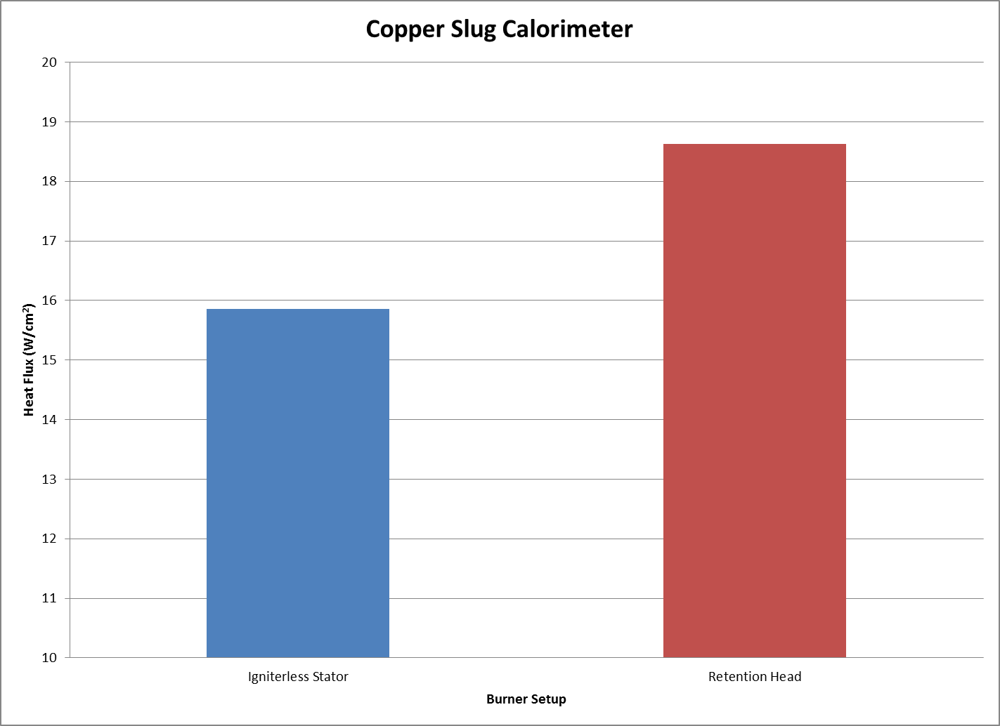 Copper Slug Calorimeter
20
19
18
17
16
15
14
13
12
11
10
Heat Flux (W/cm²)
Igniterless Stator
Retention Head
Burner Setup